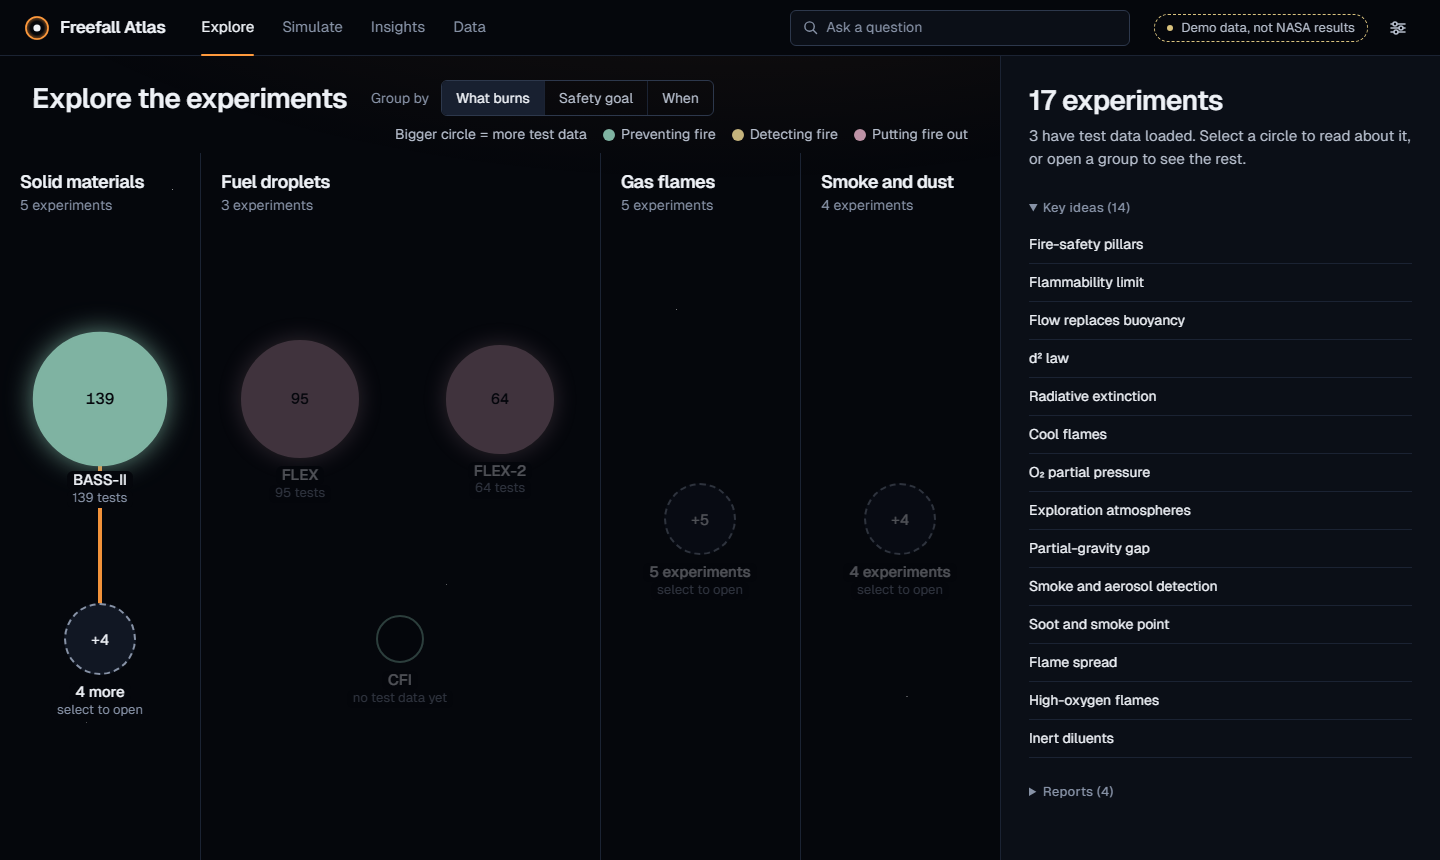 Freefall Atlas
Explore
Simulate
Insights
Data
Ask a question
Demo data, not NASA results
Explore the experiments
Group by
What burns
Safety goal
When
Bigger circle = more test data
Preventing fire
Detecting fire
Putting fire out
Solid materials
5 experiments
Fuel droplets
3 experiments
Gas flames
5 experiments
Smoke and dust
4 experiments
139
BASS-II
139 tests
+4
4 more
select to open
95
FLEX
95 tests
64
FLEX-2
64 tests
CFI
no test data yet
+5
5 experiments
select to open
+4
4 experiments
select to open
17 experiments
3 have test data loaded. Select a circle to read about it,
or open a group to see the rest.
Key ideas (14)
Fire-safety pillars
Flammability limit
Flow replaces buoyancy
d² law
Radiative extinction
Cool flames
O₂ partial pressure
Exploration atmospheres
Partial-gravity gap
Smoke and aerosol detection
Soot and smoke point
Flame spread
High-oxygen flames
Inert diluents
Reports (4)